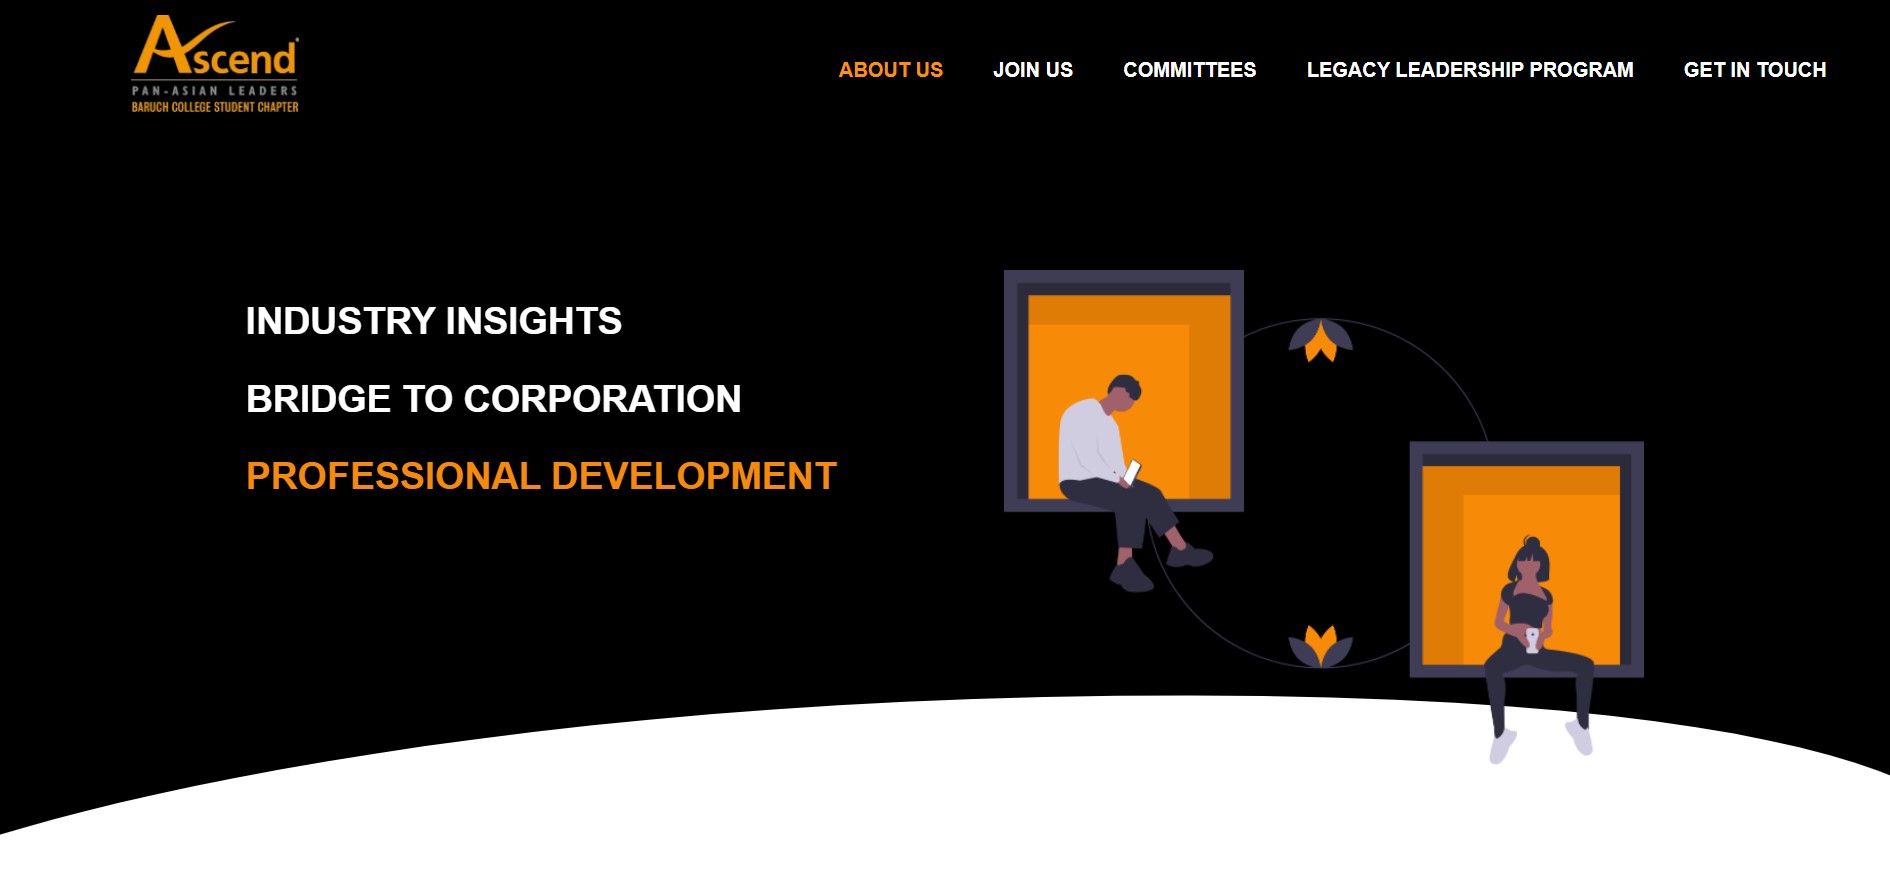 Ascend
PAN-ASIAN LEADERS
BARUCH COLLEGE STUDENT CHAPTER
ABOUT US
JOIN US
COMMITTEES
LEGACY LEADERSHIP PROGRAM
GET IN TOUCH
INDUSTRY INSIGHTS
BRIDGE TO CORPORATION
PROFESSIONAL DEVELOPMENT